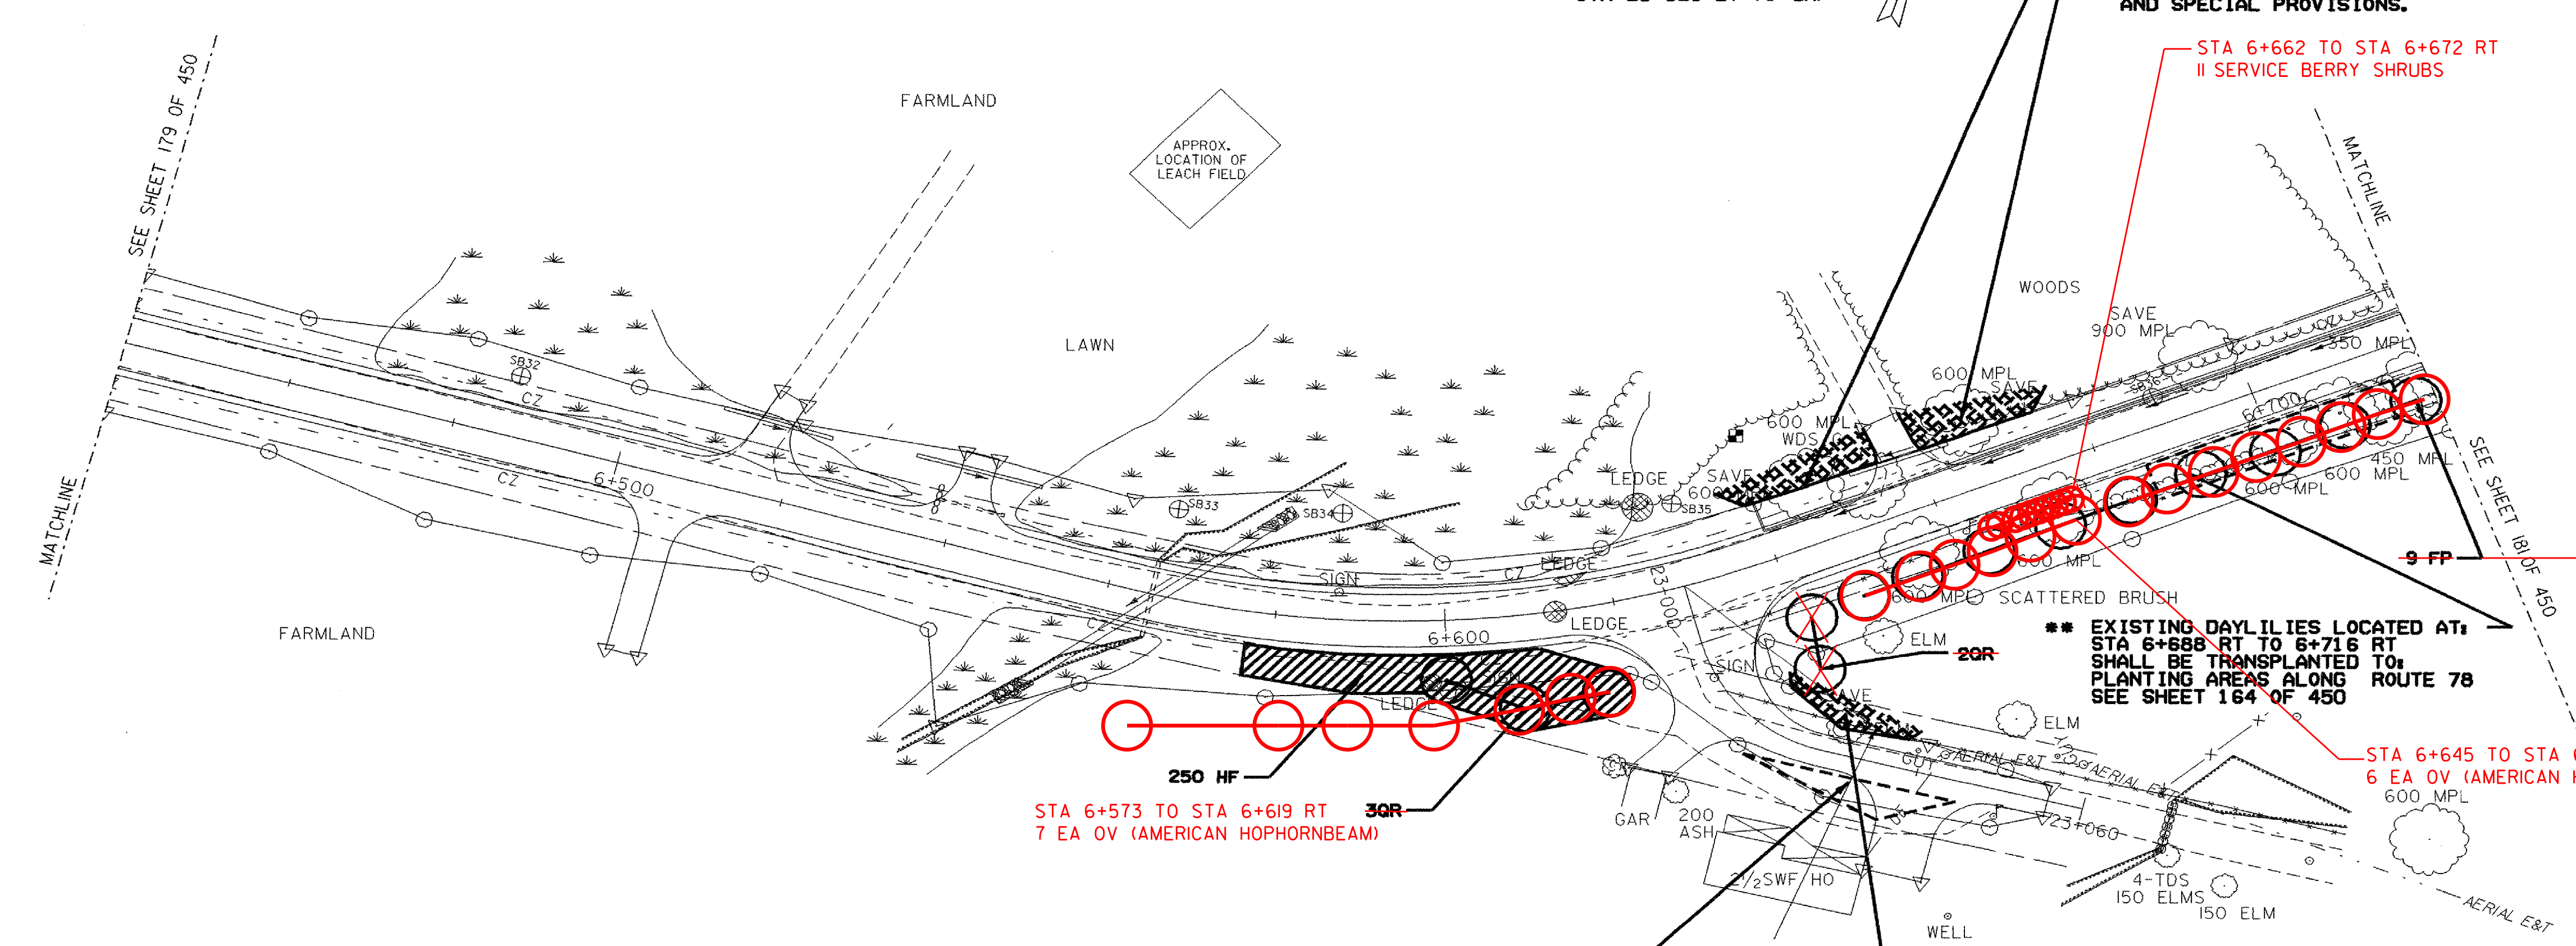 AND SPECIAL PROVISIONS.
STA 6+662 TO STA 6+672 RT
11 SERVICE BERRY SHRUBS
SEE SHEET 179 OF 450
MATCHLINE
FARMLAND
APPROX.
LOCATION OF
LEACH FIELD
MATCHLINE
SEE SHEET 181 OF 450
WOODS
SAVE
900 MPL
350 MPL
LAWN
SB32
CZ
600 MPL
SAVE
SB36
6+700
600 MPL
WDS
SAVE
LEDGE
SB35
450 MPL
600 MPL
600 MPL
CZ
6+500
SB33
SB34
LEDGE
CZ
SIGN
23+000
600 MPL
9 FP
600 MPL
SCATTERED BRUSH
LEDGE
6+600
FARMLAND
ELM
** EXISTING DAYLILIES LOCATED AT:
STA 6+688 RT TO 6+716 RT
SHALL BE TRANSPLANTED TO:
PLANTING AREAS ALONG ROUTE 78
SEE SHEET 164 OF 450
2QR
SIGN
SIGN
LEDGE
ELM
250 HF
AERIAL E&T
AERIAL E&T
STA 6+645 TO STA
6 EA OV (AMERICAN
600 MPL
STA 6+573 TO STA 6+619 RT
7 EA OV (AMERICAN HOPHORNBEAM)
3QR
GAR
200
ASH
23+060
2 1/2SWF HO
4-TDS
150 ELMS
150 ELM
WELL
AERIAL E&T